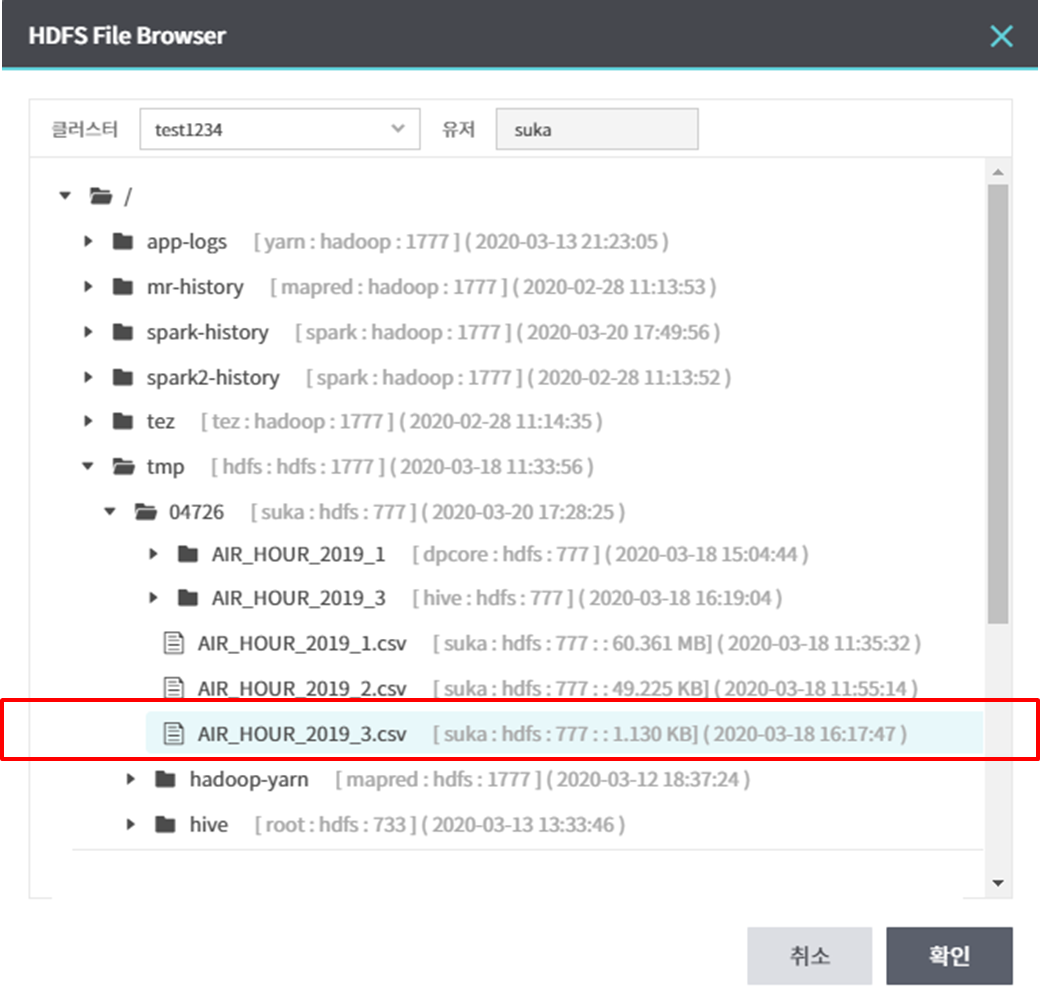 HDFS File Browser
클러스터 test1234 유저 suka
/
app-logs [ yarn : hadoop : 1777 ] ( 2020-03-13 21:23:05 )
mr-history [ mapred : hadoop : 1777 ] ( 2020-02-28 11:13:53 )
spark-history [ spark : hadoop : 1777 ] ( 2020-03-20 17:49:56 )
spark2-history [ spark : hadoop : 1777 ] ( 2020-02-28 11:13:52 )
tez [ tez : hadoop : 1777 ] ( 2020-02-28 11:14:35 )
tmp [ hdfs : hdfs : 1777 ] ( 2020-03-18 11:33:56 )
04726 [ suka : hdfs : 777 ] ( 2020-03-20 17:28:25 )
AIR_HOUR_2019_1 [ dpcore : hdfs : 777 ] ( 2020-03-18 15:04:44 )
AIR_HOUR_2019_3 [ hive : hdfs : 777 ] ( 2020-03-18 16:19:04 )
AIR_HOUR_2019_1.csv [ suka : hdfs : 777 : : 60.361 MB] ( 2020-03-18 11:35:32 )
AIR_HOUR_2019_2.csv [ suka : hdfs : 777 : : 49.225 KB] ( 2020-03-18 11:55:14 )
AIR_HOUR_2019_3.csv [ suka : hdfs : 777 : : 1.130 KB] ( 2020-03-18 16:17:47 )
hadoop-yarn [ mapred : hdfs : 1777 ] ( 2020-03-12 18:37:24 )
hive [ root : hdfs : 733 ] ( 2020-03-13 13:33:46 )
취소 확인